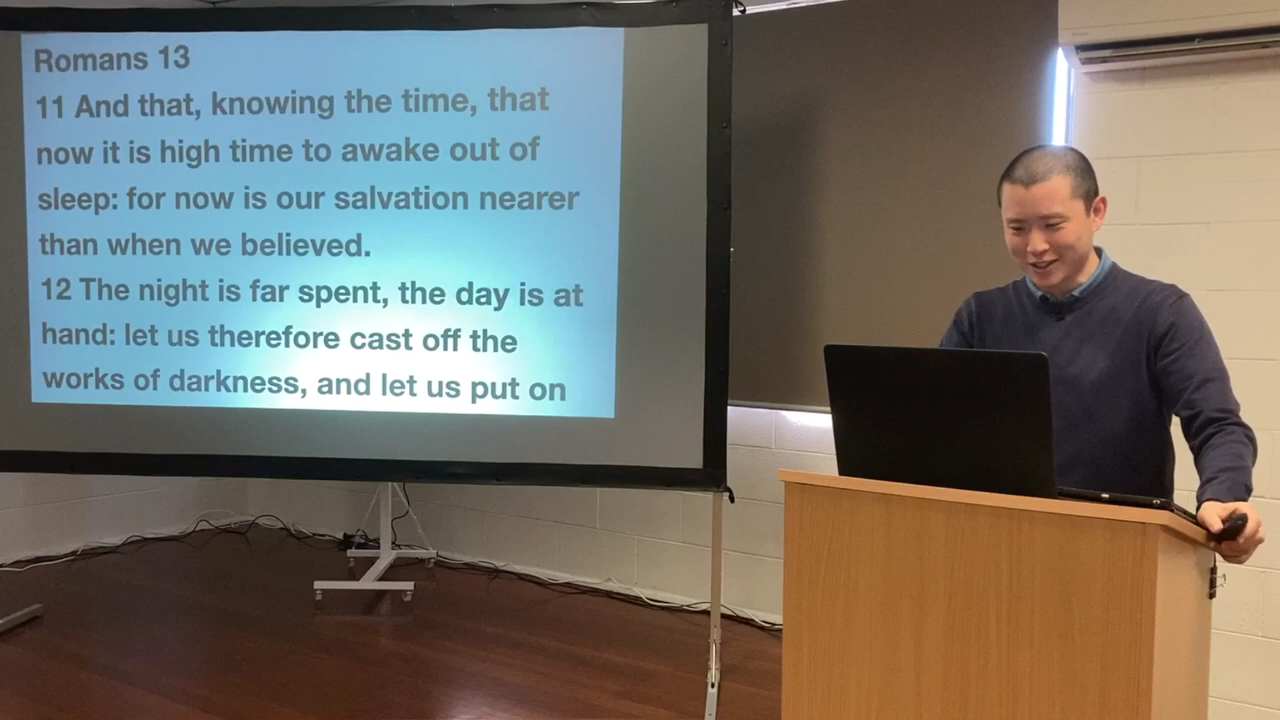 Romans 13
11 And that, knowing the time, that
now it is high time to awake out of
sleep: for now is our salvation nearer
than when we believed.
12 The night is far spent, the day is at
hand: let us therefore cast off the
works of darkness, and let us put on